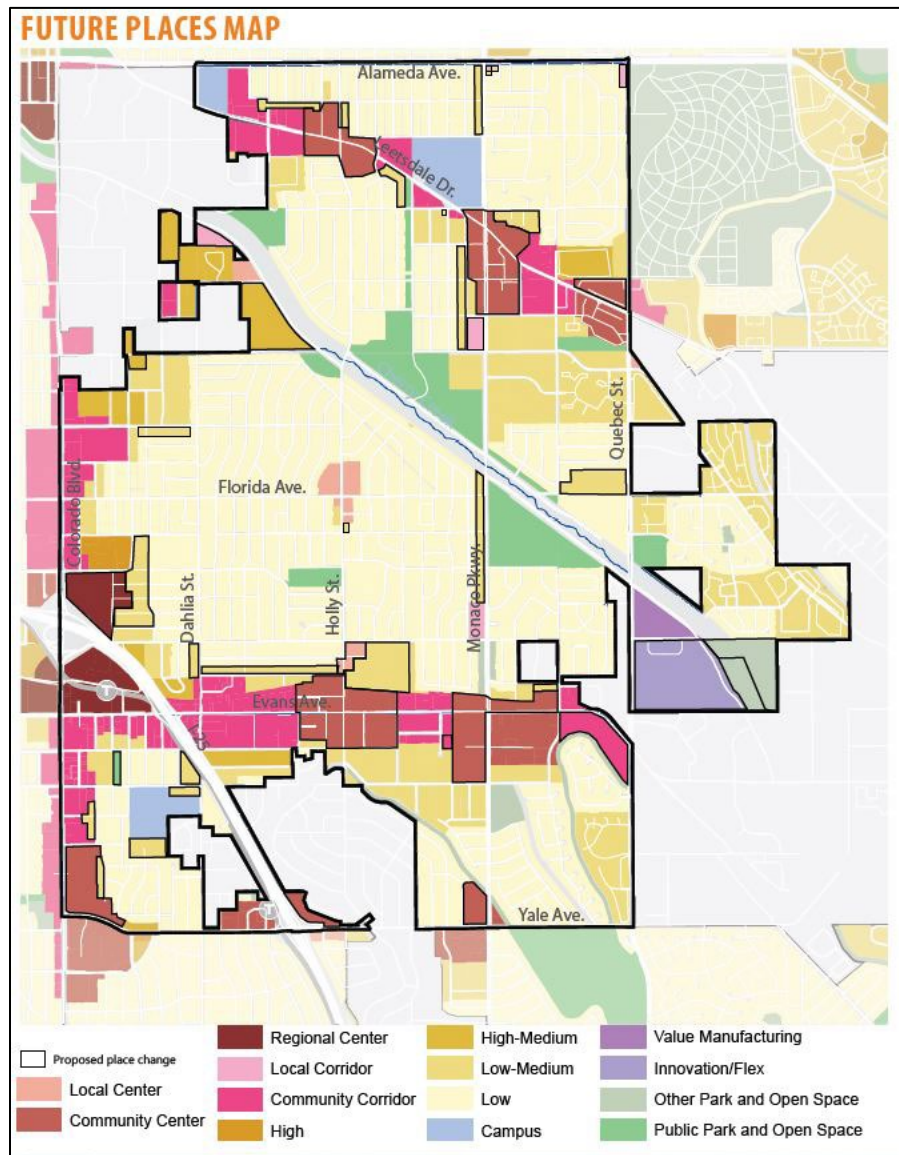 FUTURE PLACES MAP
Alameda Ave.
Leetsdale Dr.
Quebec St.
Colorado Blvd.
Florida Ave.
Dahlia St.
Holly St.
Monaco Pkwy.
Evans Ave.
T
I-25
T
Yale Ave.
Proposed place change
Local Center
Community Center
Regional Center
Local Corridor
Community Corridor
High
High-Medium
Low-Medium
Low
Campus
Value Manufacturing
Innovation/Flex
Other Park and Open Space
Public Park and Open Space